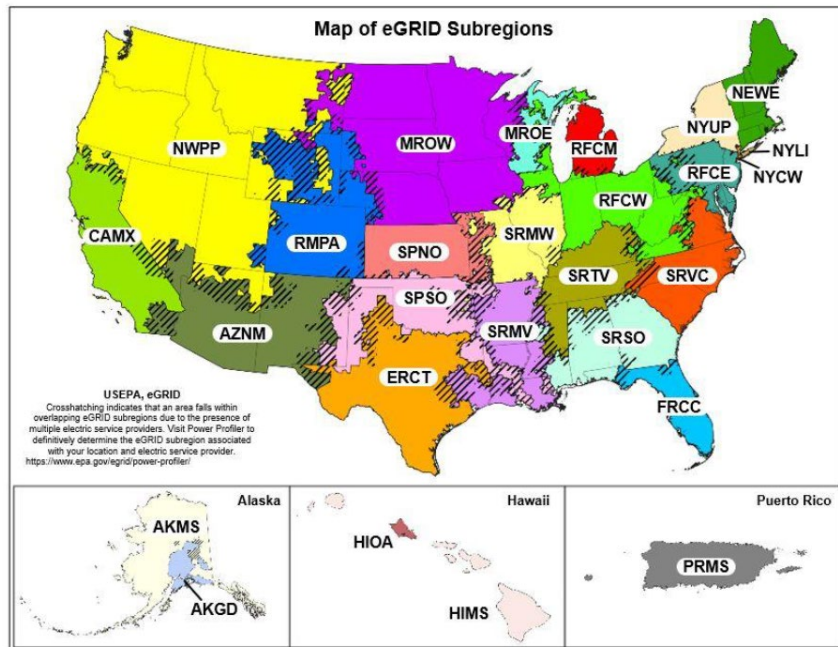 Map of eGRID Subregions
NEWE
NYUP
NWPP
MROW
MROE
RFCM
NYLI
RFCE
NYCW
RFCW
CAMX
RMPA
SPNO
SRMW
SRTV
SRVC
SPSO
AZNM
SRMV
SRSO
ERCT
FRCC
USEPA, eGRID
Crosshatching indicates that an area falls within
overlapping eGRID subregions due to the presence of
multiple electric service providers. Visit Power Profiler to
definitively determine the eGRID subregion associated
with your location and electric service provider.
https://www.epa.gov/egrid/power-profiler/
Alaska
AKMS
AKGD
Hawaii
HIOA
HIMS
Puerto Rico
PRMS